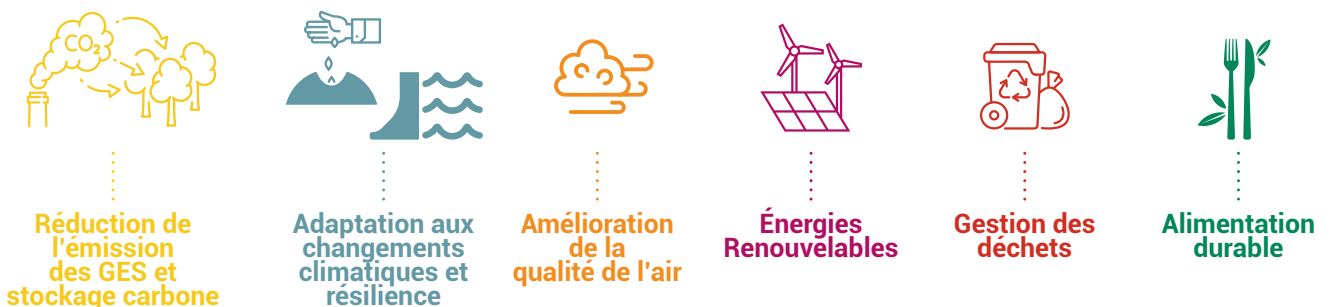 CO₂
Réduction de
l'émission
des GES et
stockage carbone
Adaptation aux
changements
climatiques et
résilience
Amélioration
de la
qualité de l'air
Énergies
Renouvelables
Gestion des
déchets
Alimentation
durable